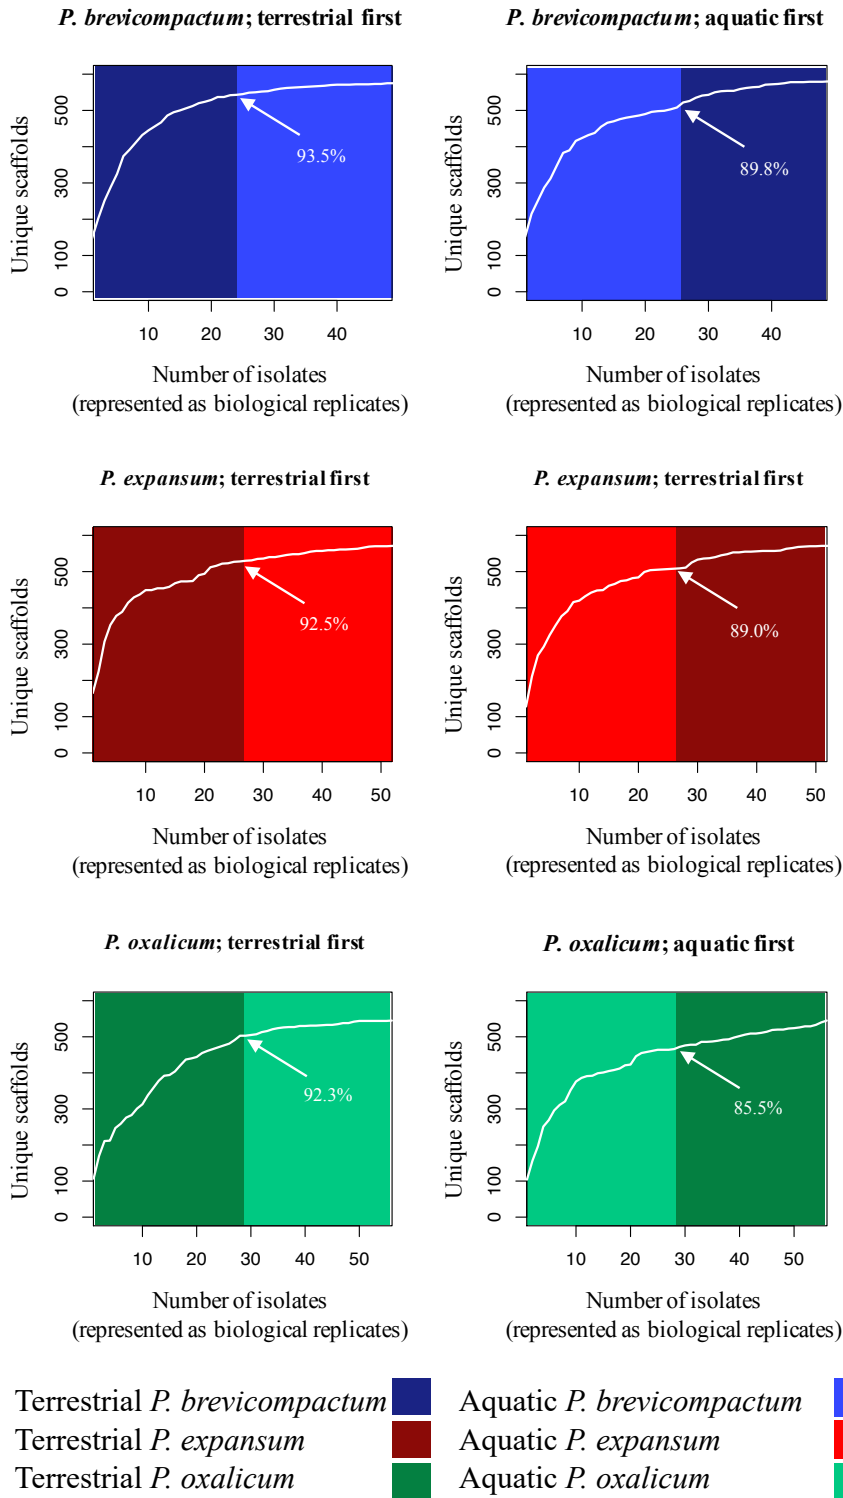 P. brevicompactum; terrestrial first
Unique scaffolds
500
300
100
0
93.5%
10 20 30 40
Number of isolates
(represented as biological replicates)
P. brevicompactum; aquatic first
Unique scaffolds
500
300
100
0
89.8%
10 20 30 40
Number of isolates
(represented as biological replicates)
P. expansum; terrestrial first
Unique scaffolds
500
300
100
0
92.5%
10 20 30 40 50
Number of isolates
(represented as biological replicates)
P. expansum; terrestrial first
Unique scaffolds
500
300
100
0
89.0%
10 20 30 40 50
Number of isolates
(represented as biological replicates)
P. oxalicum; terrestrial first
Unique scaffolds
500
300
100
0
92.3%
10 20 30 40 50
Number of isolates
(represented as biological replicates)
P. oxalicum; aquatic first
Unique scaffolds
500
300
100
0
85.5%
10 20 30 40 50
Number of isolates
(represented as biological replicates)
Terrestrial P. brevicompactum
Aquatic P. brevicompactum
Terrestrial P. expansum
Aquatic P. expansum
Terrestrial P. oxalicum
Aquatic P. oxalicum